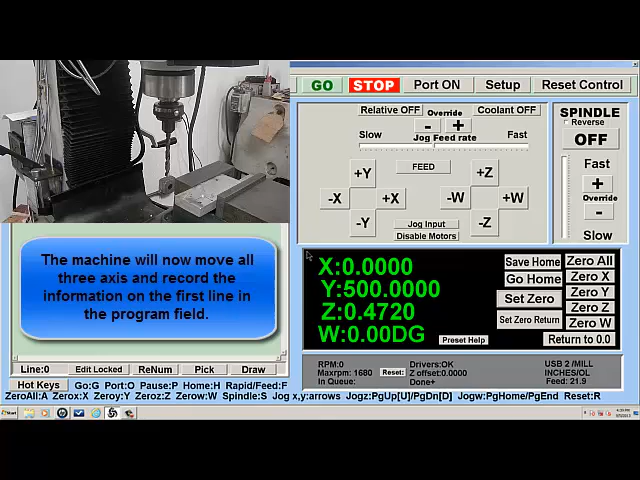 GO STOP Port ON Setup Reset Control
Relative OFF Override Coolant OFF
- +
Slow Jog Feed rate Fast
FEED
+Y
-X +X
-Y
+Z
-W +W
-Z
Jog Input
Disable Motors
SPINDLE
Reverse
OFF
Fast
+
Override
-
Slow
The machine will now move all
three axis and record the
information on the first line in
the program field.
X:0.0000
Y:500.0000
Z:0.4720
W:0.00DG
Save Home Zero All
Go Home Zero X
Set Zero Zero Y
Zero Z
Set Zero Return Zero W
Preset Help Return to 0.0
Line:0 Edit Locked ReNum Pick Draw
RPM:0 Drivers:OK USB 2 /MILL
Maxrpm: 1680 Reset: Z offset:0.0000 INCHES/OL
In Queue: Done+ Feed: 21.9
Hot Keys Go:G Port:O Pause:P Home:H Rapid/Feed:F
ZeroAll:A Zerox:X Zeroy:Y Zeroz:Z Zerow:W Spindle:S Jog x,y:arrows Jogz:PgUp[U]/PgDn[D] Jogw:PgHome/PgEnd Reset:R
Start